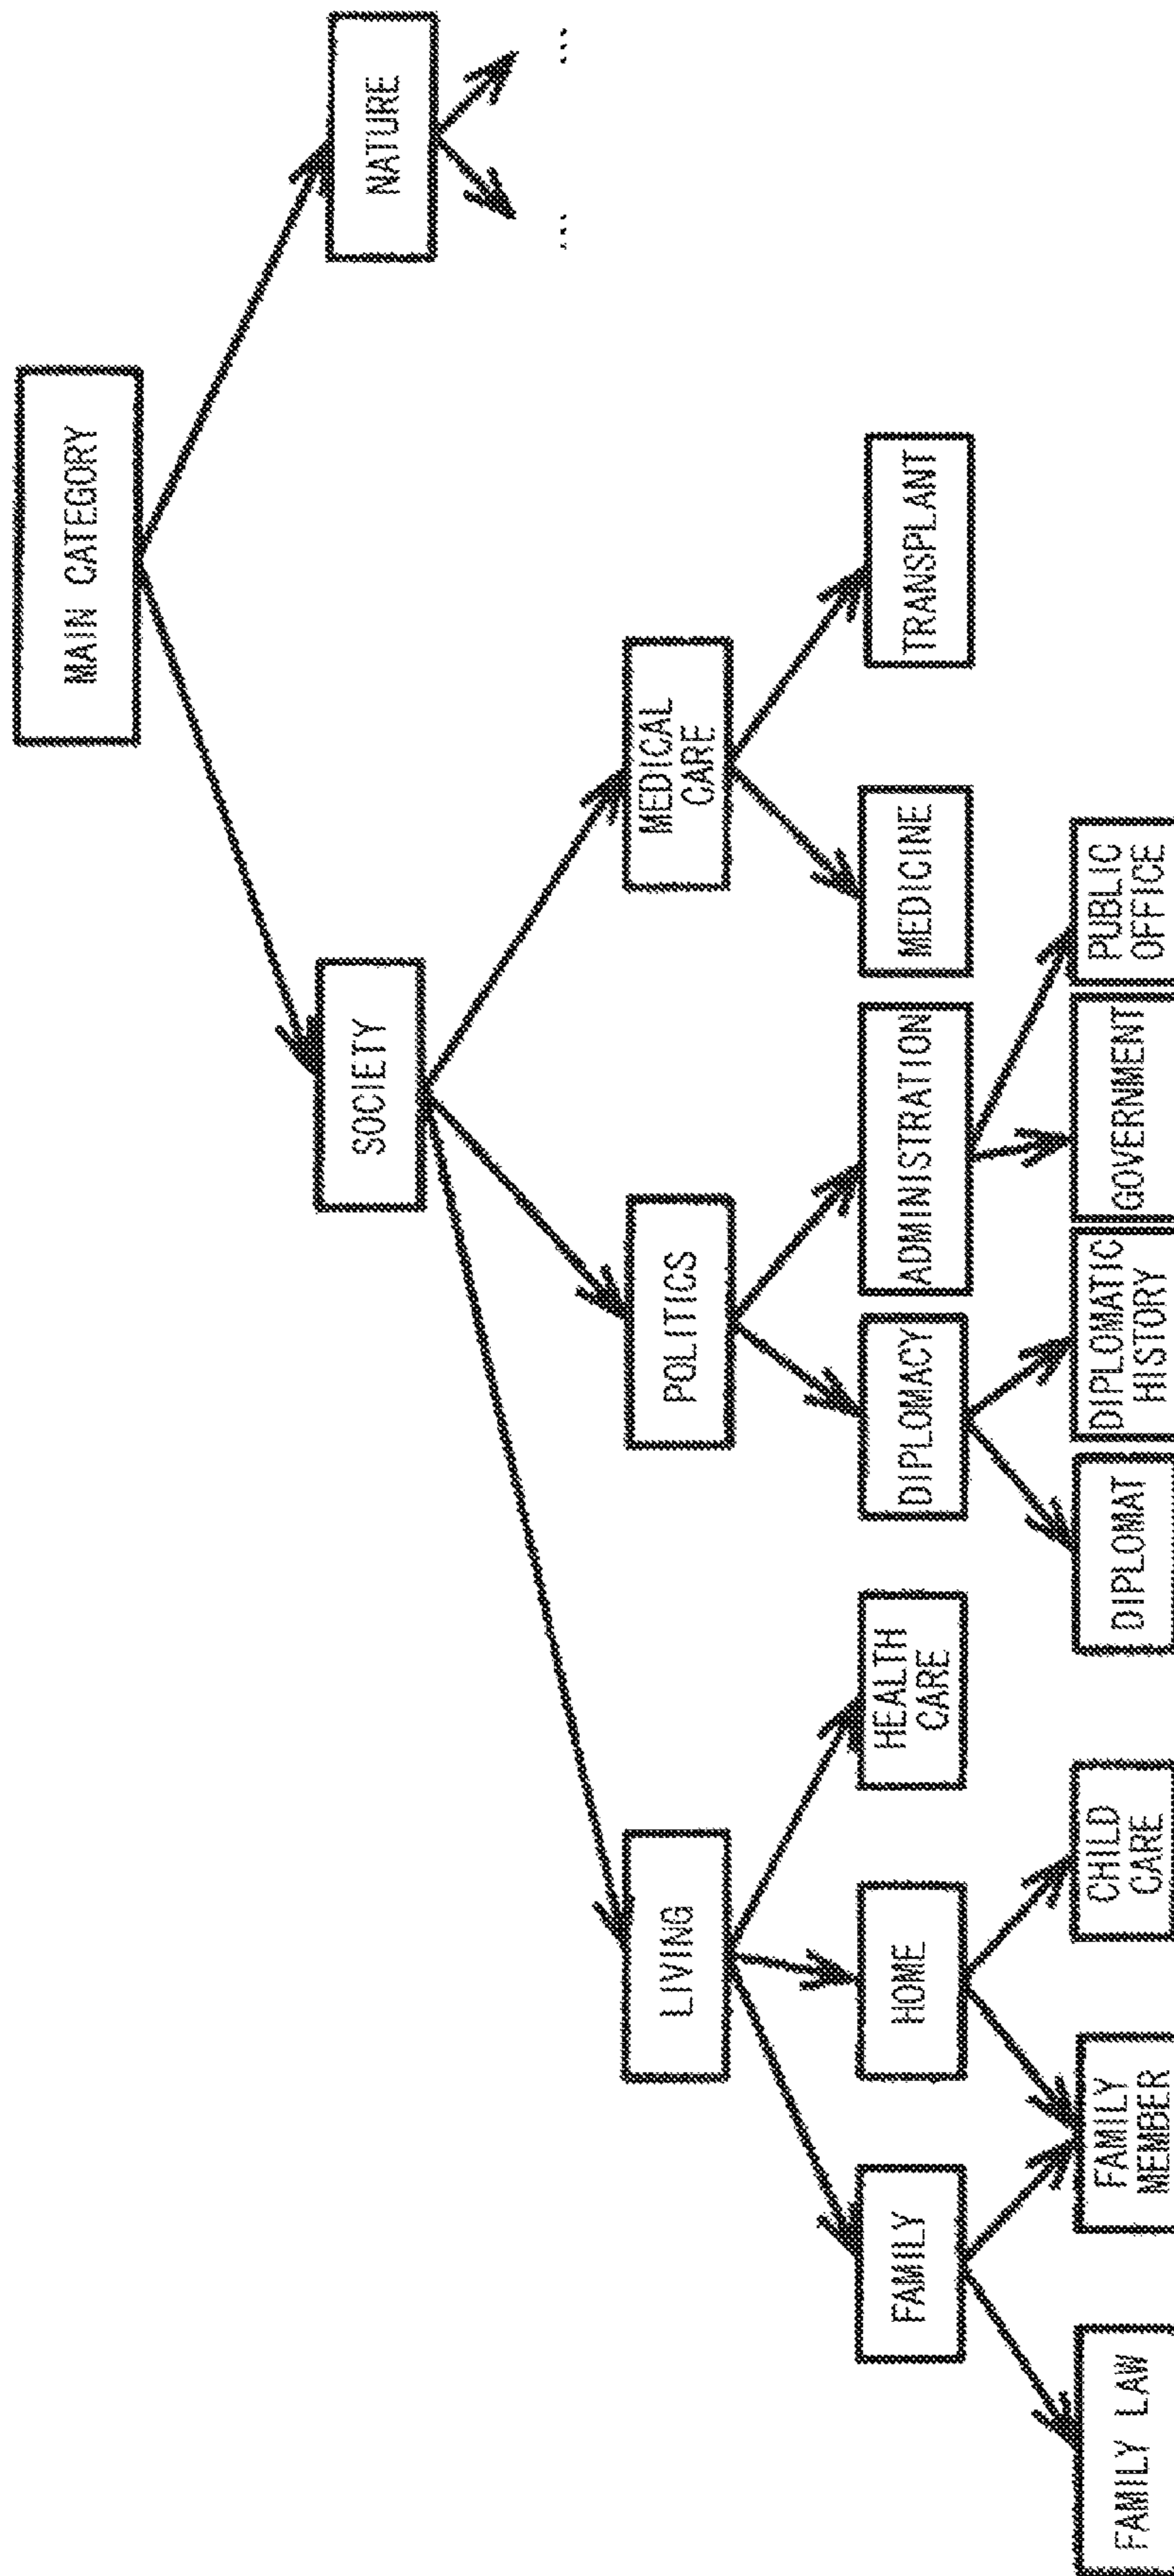 MAIN CATEGORY
SOCIETY
NATURE
...
...
LIVING
POLITICS
MEDICAL
CARE
FAMILY
HOME
HEALTH
CARE
DIPLOMACY
ADMINISTRATION
MEDICINE
TRANSPLANT
FAMILY LAW
FAMILY
MEMBER
CHILD
CARE
DIPLOMAT
DIPLOMATIC
HISTORY
GOVERNMENT
PUBLIC
OFFICE